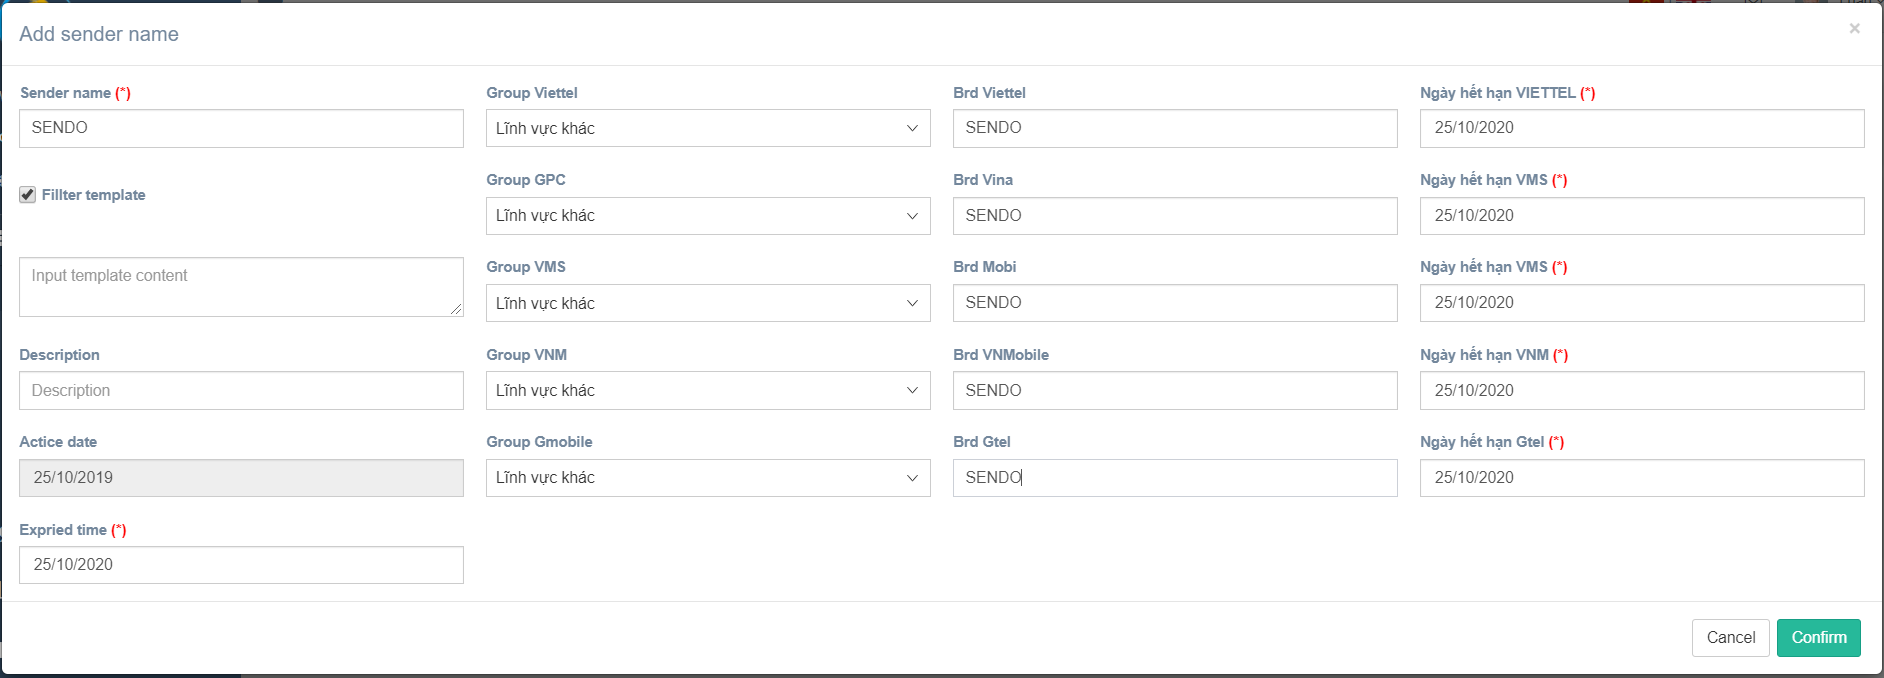 Add sender name
×
Sender name (*)
Group Viettel
Brd Viettel
Ngày hết hạn VIETTEL (*)
SENDO
Lĩnh vực khác
SENDO
25/10/2020
Fillter template
Group GPC
Brd Vina
Ngày hết hạn VMS (*)
Lĩnh vực khác
SENDO
25/10/2020
Input template content
Group VMS
Brd Mobi
Ngày hết hạn VMS (*)
Lĩnh vực khác
SENDO
25/10/2020
Description
Group VNM
Brd VNMobile
Ngày hết hạn VNM (*)
Description
Lĩnh vực khác
SENDO
25/10/2020
Actice date
Group Gmobile
Brd Gtel
Ngày hết hạn Gtel (*)
25/10/2019
Lĩnh vực khác
SENDO
25/10/2020
Expried time (*)
25/10/2020
Cancel
Confirm